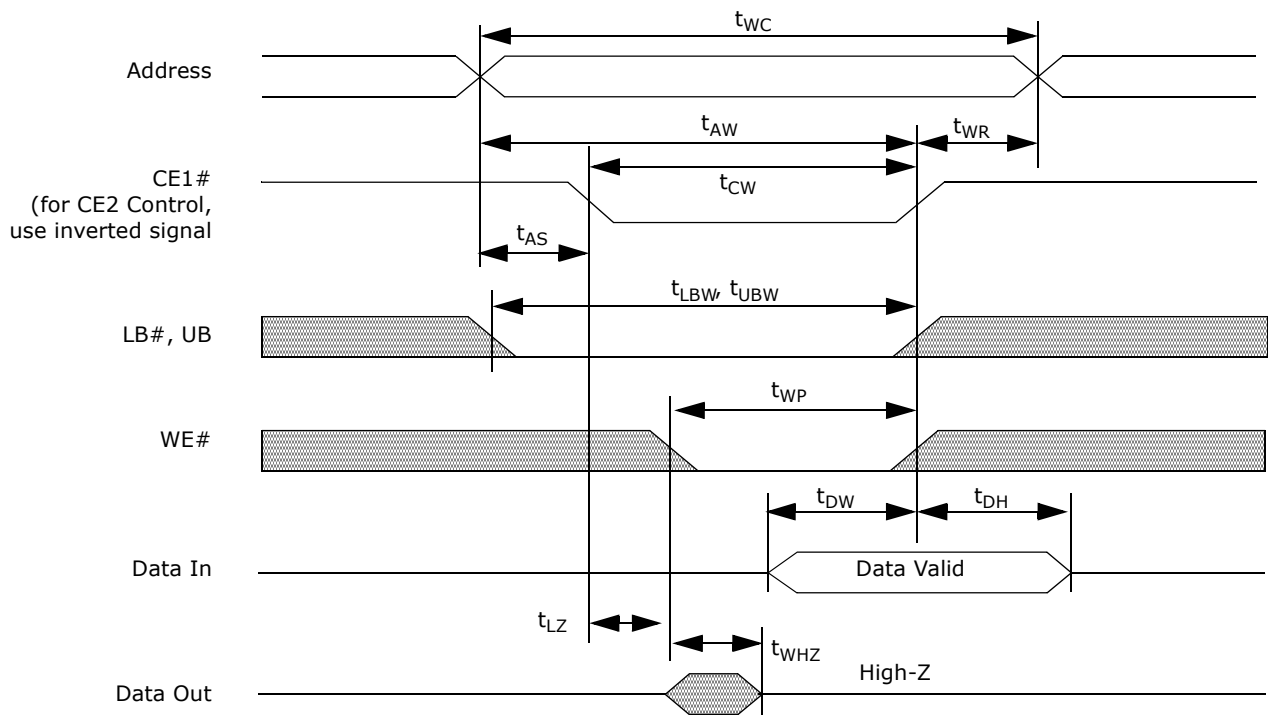 tWC
Address
tAW
tWR
CE1#
(for CE2 Control,
use inverted signal
tCW
tAS
tLBW, tUBW
LB#, UB
tWP
WE#
tDW
tDH
Data In
Data Valid
tLZ
tWHZ
High-Z
Data Out